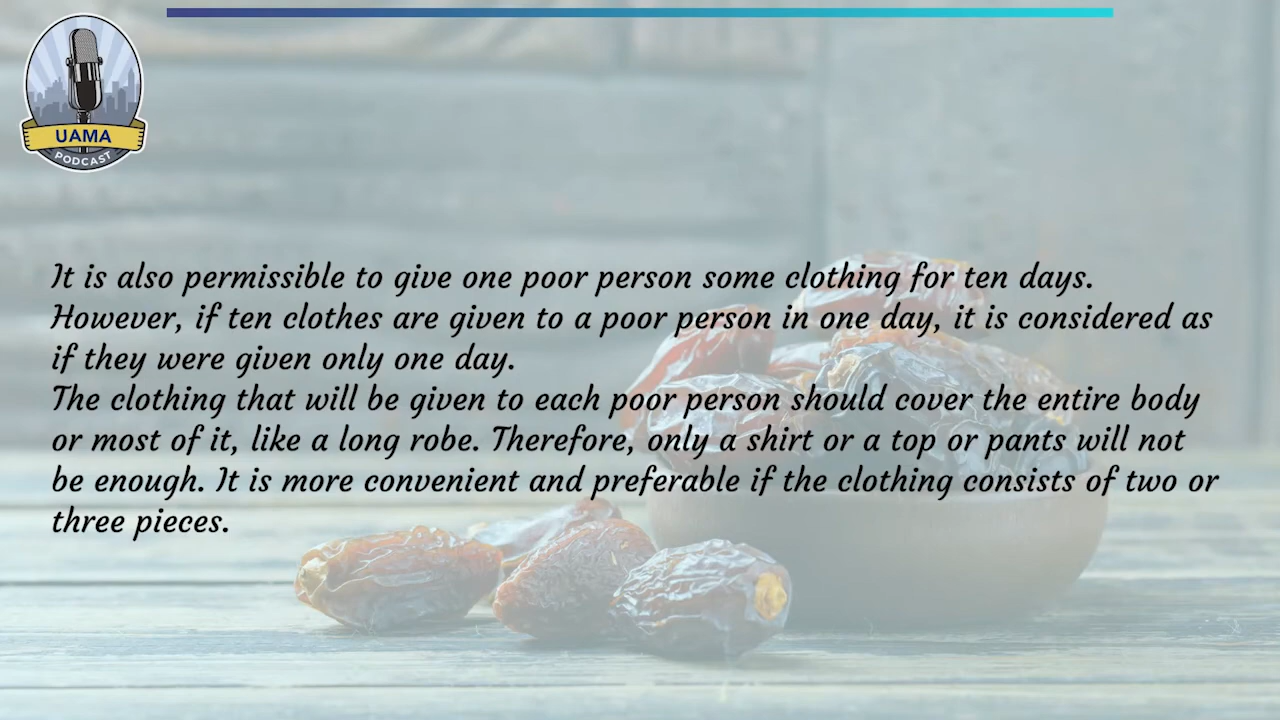 UAMA
PODCAST
It is also permissible to give one poor person some clothing for ten days.
However, if ten clothes are given to a poor person in one day, it is considered as
if they were given only one day.
The clothing that will be given to each poor person should cover the entire body
or most of it, like a long robe. Therefore, only a shirt or a top or pants will not
be enough. It is more convenient and preferable if the clothing consists of two or
three pieces.